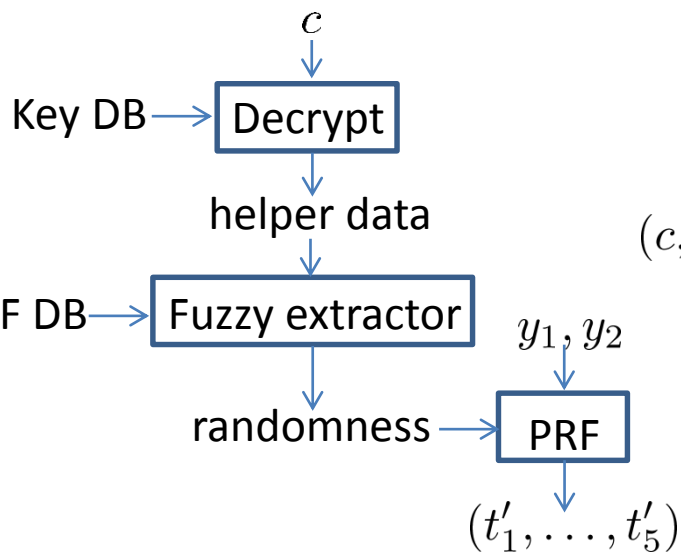 c
Key DB
Decrypt
helper data
(c,
F DB
Fuzzy extractor
y₁, y₂
randomness
PRF
(t′₁, . . . , t′₅)